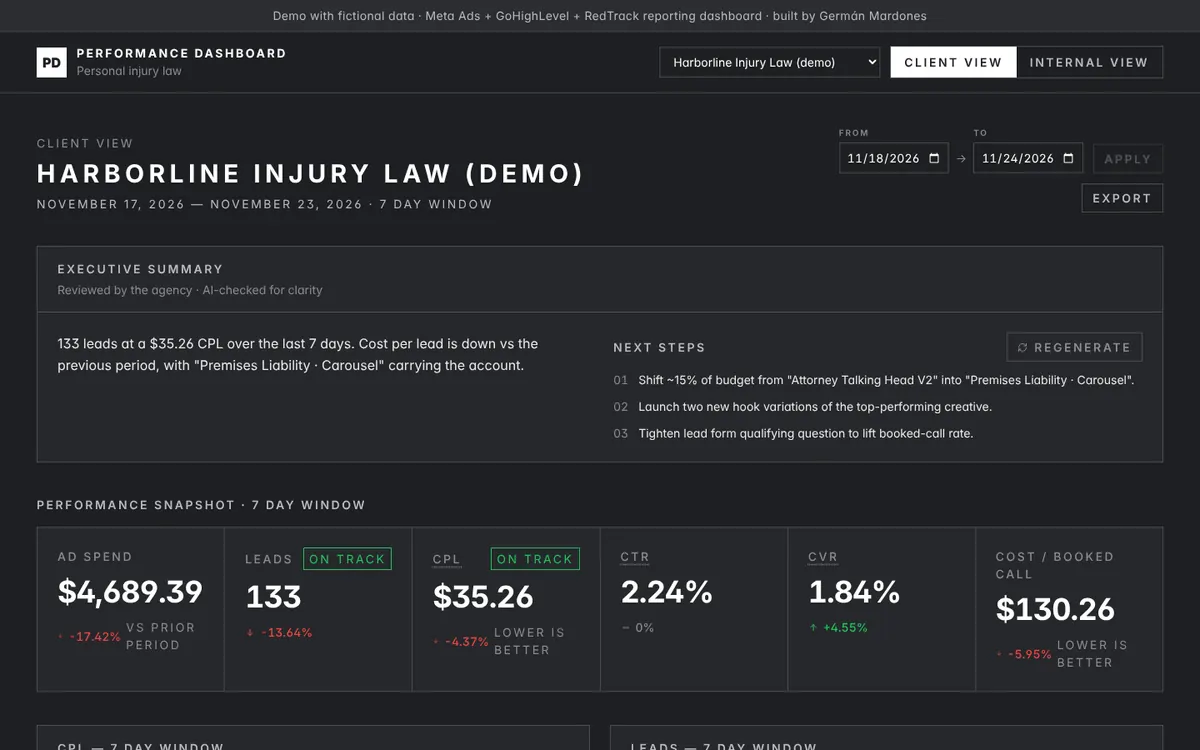 Demo with fictional data · Meta Ads + GoHighLevel + RedTrack reporting dashboard · built by Germán Mardones
PD
PERFORMANCE DASHBOARD
Personal injury law
Harborline Injury Law (demo)
CLIENT VIEW
INTERNAL VIEW
CLIENT VIEW
HARBORLINE INJURY LAW (DEMO)
NOVEMBER 17, 2026 — NOVEMBER 23, 2026 · 7 DAY WINDOW
FROM
TO
11/18/2026 → 11/24/2026
APPLY
EXPORT
EXECUTIVE SUMMARY
Reviewed by the agency · AI-checked for clarity
133 leads at a $35.26 CPL over the last 7 days. Cost per lead is down vs the
previous period, with "Premises Liability · Carousel" carrying the account.
NEXT STEPS
REGENERATE
01 Shift ~15% of budget from "Attorney Talking Head V2" into "Premises Liability · Carousel".
02 Launch two new hook variations of the top-performing creative.
03 Tighten lead form qualifying question to lift booked-call rate.
PERFORMANCE SNAPSHOT · 7 DAY WINDOW
AD SPEND
$4,689.39
↓ -17.42% VS PRIOR
PERIOD
LEADS ON TRACK
133
↓ -13.64%
CPL ON TRACK
$35.26
↓ -4.37% LOWER IS
BETTER
CTR
2.24%
– 0%
CVR
1.84%
↑ +4.55%
COST / BOOKED
CALL
$130.26
↓ -5.95% LOWER IS
BETTER
CPL — 7 DAY WINDOW
LEADS — 7 DAY WINDOW